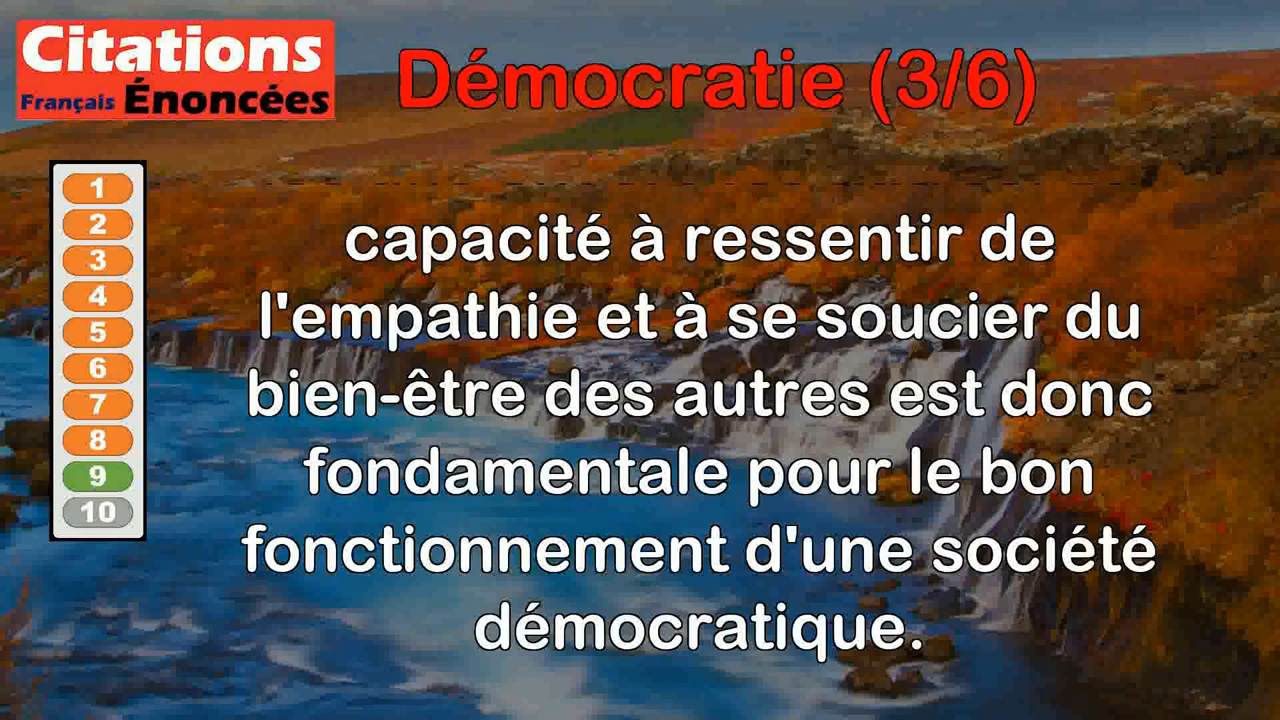 Citations
Français Énoncées
Démocratie (3/6)
1
2
3
4
5
6
7
8
9
10
capacité à ressentir de
l'empathie et à se soucier du
bien-être des autres est donc
fondamentale pour le bon
fonctionnement d'une société
démocratique.